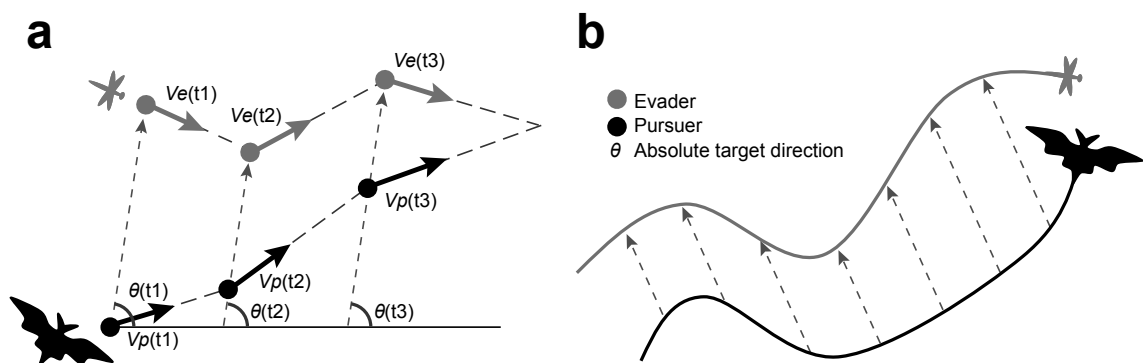 a
Ve(t1)
Ve(t2)
Ve(t3)
Vp(t3)
Vp(t2)
θ(t1)
θ(t2)
θ(t3)
Vp(t1)
b
Evader
Pursuer
θ Absolute target direction